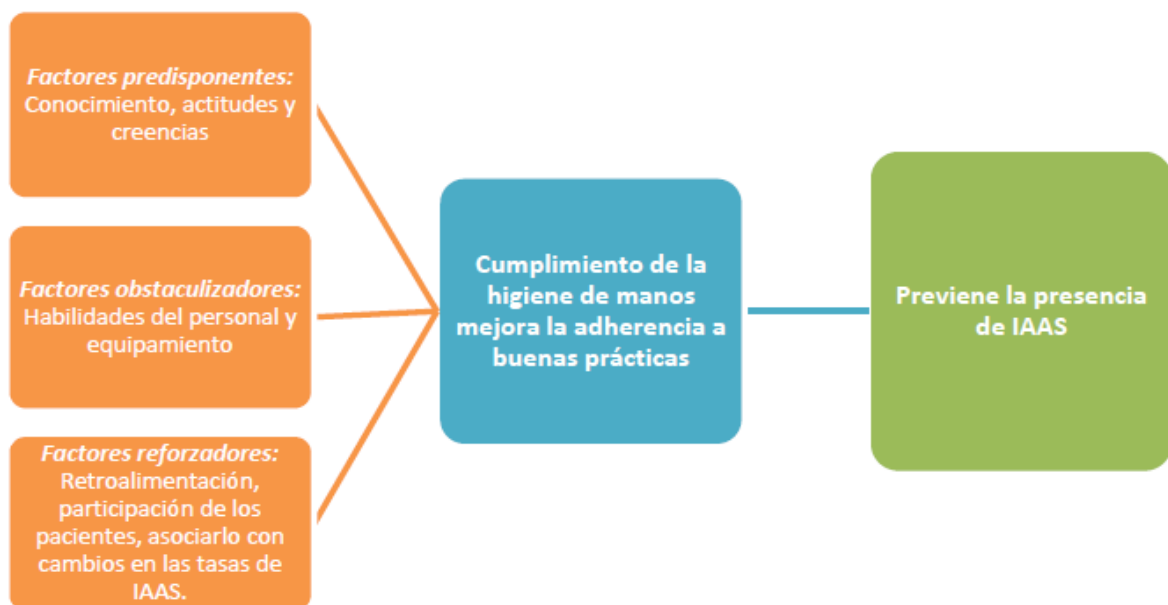 Factores predisponentes:
Conocimiento, actitudes y
creencias
Factores obstaculizadores:
Habilidades del personal y
equipamiento
Factores reforzadores:
Retroalimentación,
participación de los
pacientes, asociarlo con
cambios en las tasas de
IAAS.
Cumplimiento de la
higiene de manos
mejora la adherencia a
buenas prácticas
Previene la presencia
de IAAS